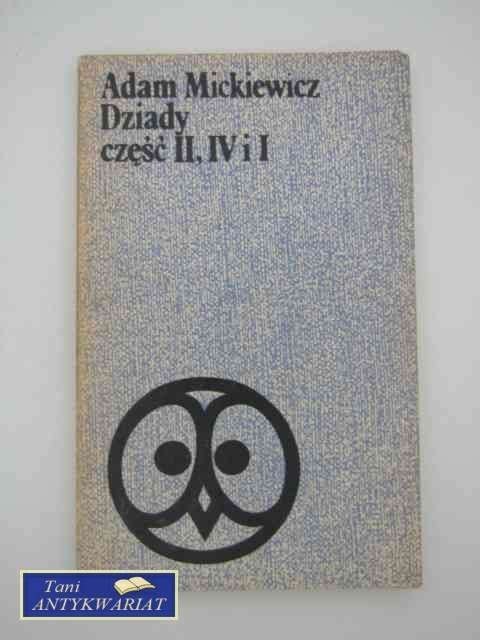 Adam Mickiewicz
Dziady
część II, IV i I
Tani
ANTYKWARIAT